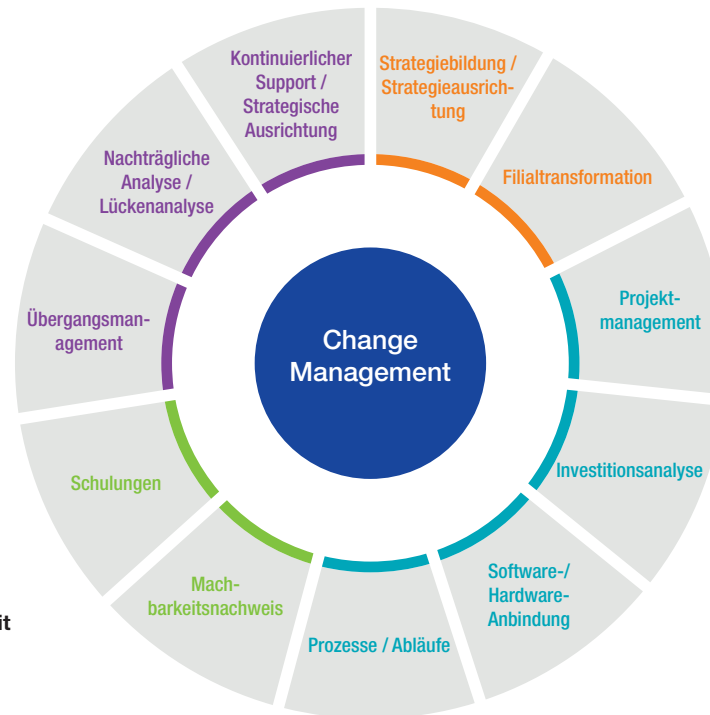 Kontinuierlicher
Support /
Strategische
Ausrichtung
Strategiebildung /
Strategieausrich-
tung
Filialtransformation
Projekt-
management
Investitionsanalyse
Software-/
Hardware-
Anbindung
Prozesse / Abläufe
Mach-
barkeitsnachweis
Schulungen
Übergangsman-
agement
Nachträgliche
Analyse /
Lückenanalyse
Change
Management
it